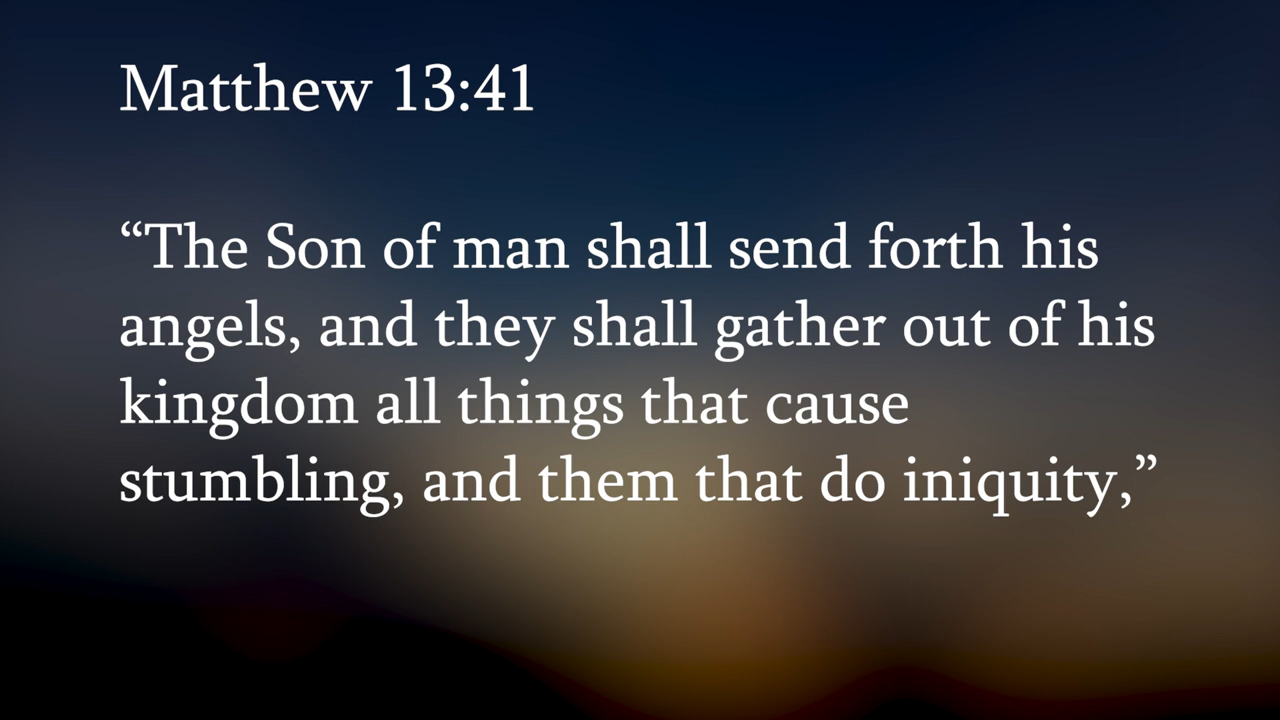 Matthew 13:41
“The Son of man shall send forth his
angels, and they shall gather out of his
kingdom all things that cause
stumbling, and them that do iniquity,”